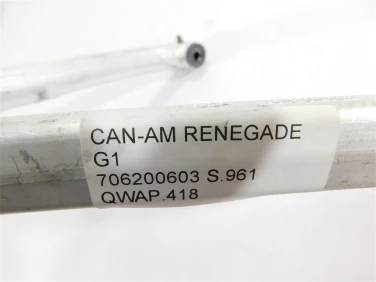 CAN-AM RENEGADE
G1
706200603 S.961
QWAP.418